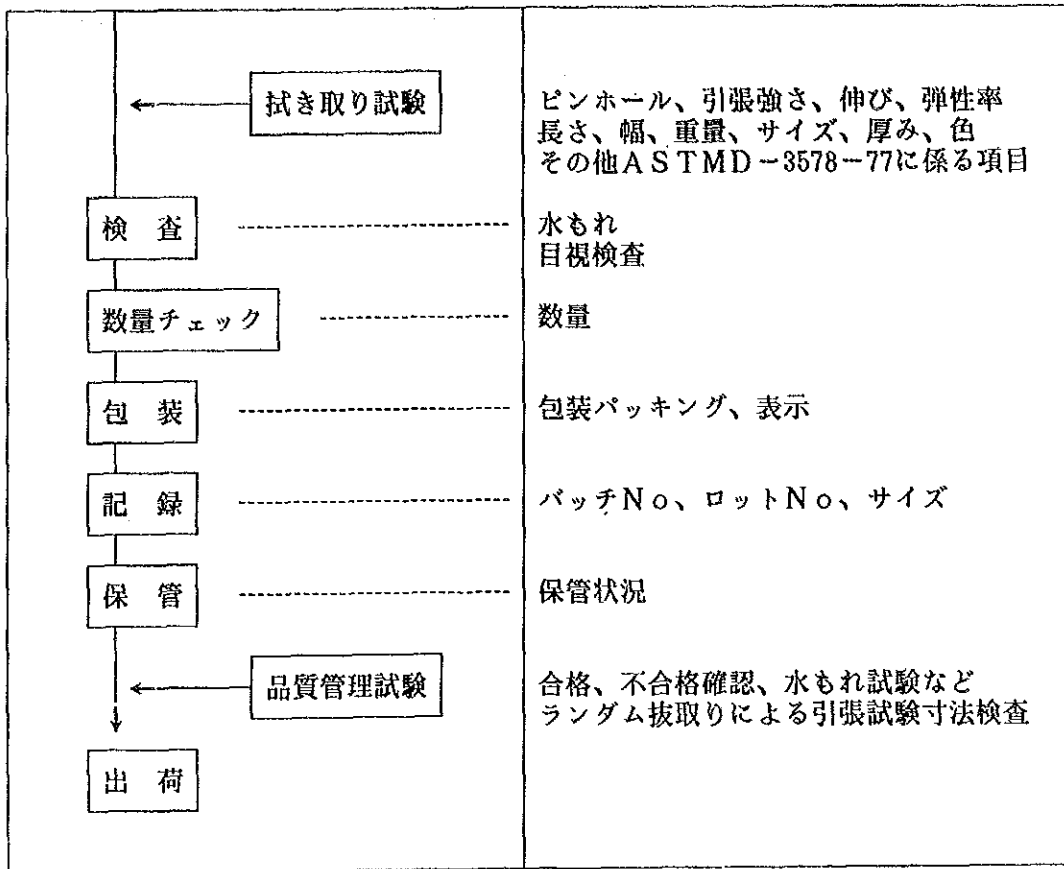 拭き取り試験
ピンホール、引張強さ、伸び、弾性率
長さ、幅、重量、サイズ、厚み、色
その他ASTMD－3578－77に係る項目
検　査
水もれ
目視検査
数量チェック
数量
包　装
包装パッキング、表示
記　録
バッチNo、ロットNo、サイズ
保　管
保管状況
品質管理試験
合格、不合格確認、水もれ試験など
ランダム抜取りによる引張試験寸法検査
出　荷